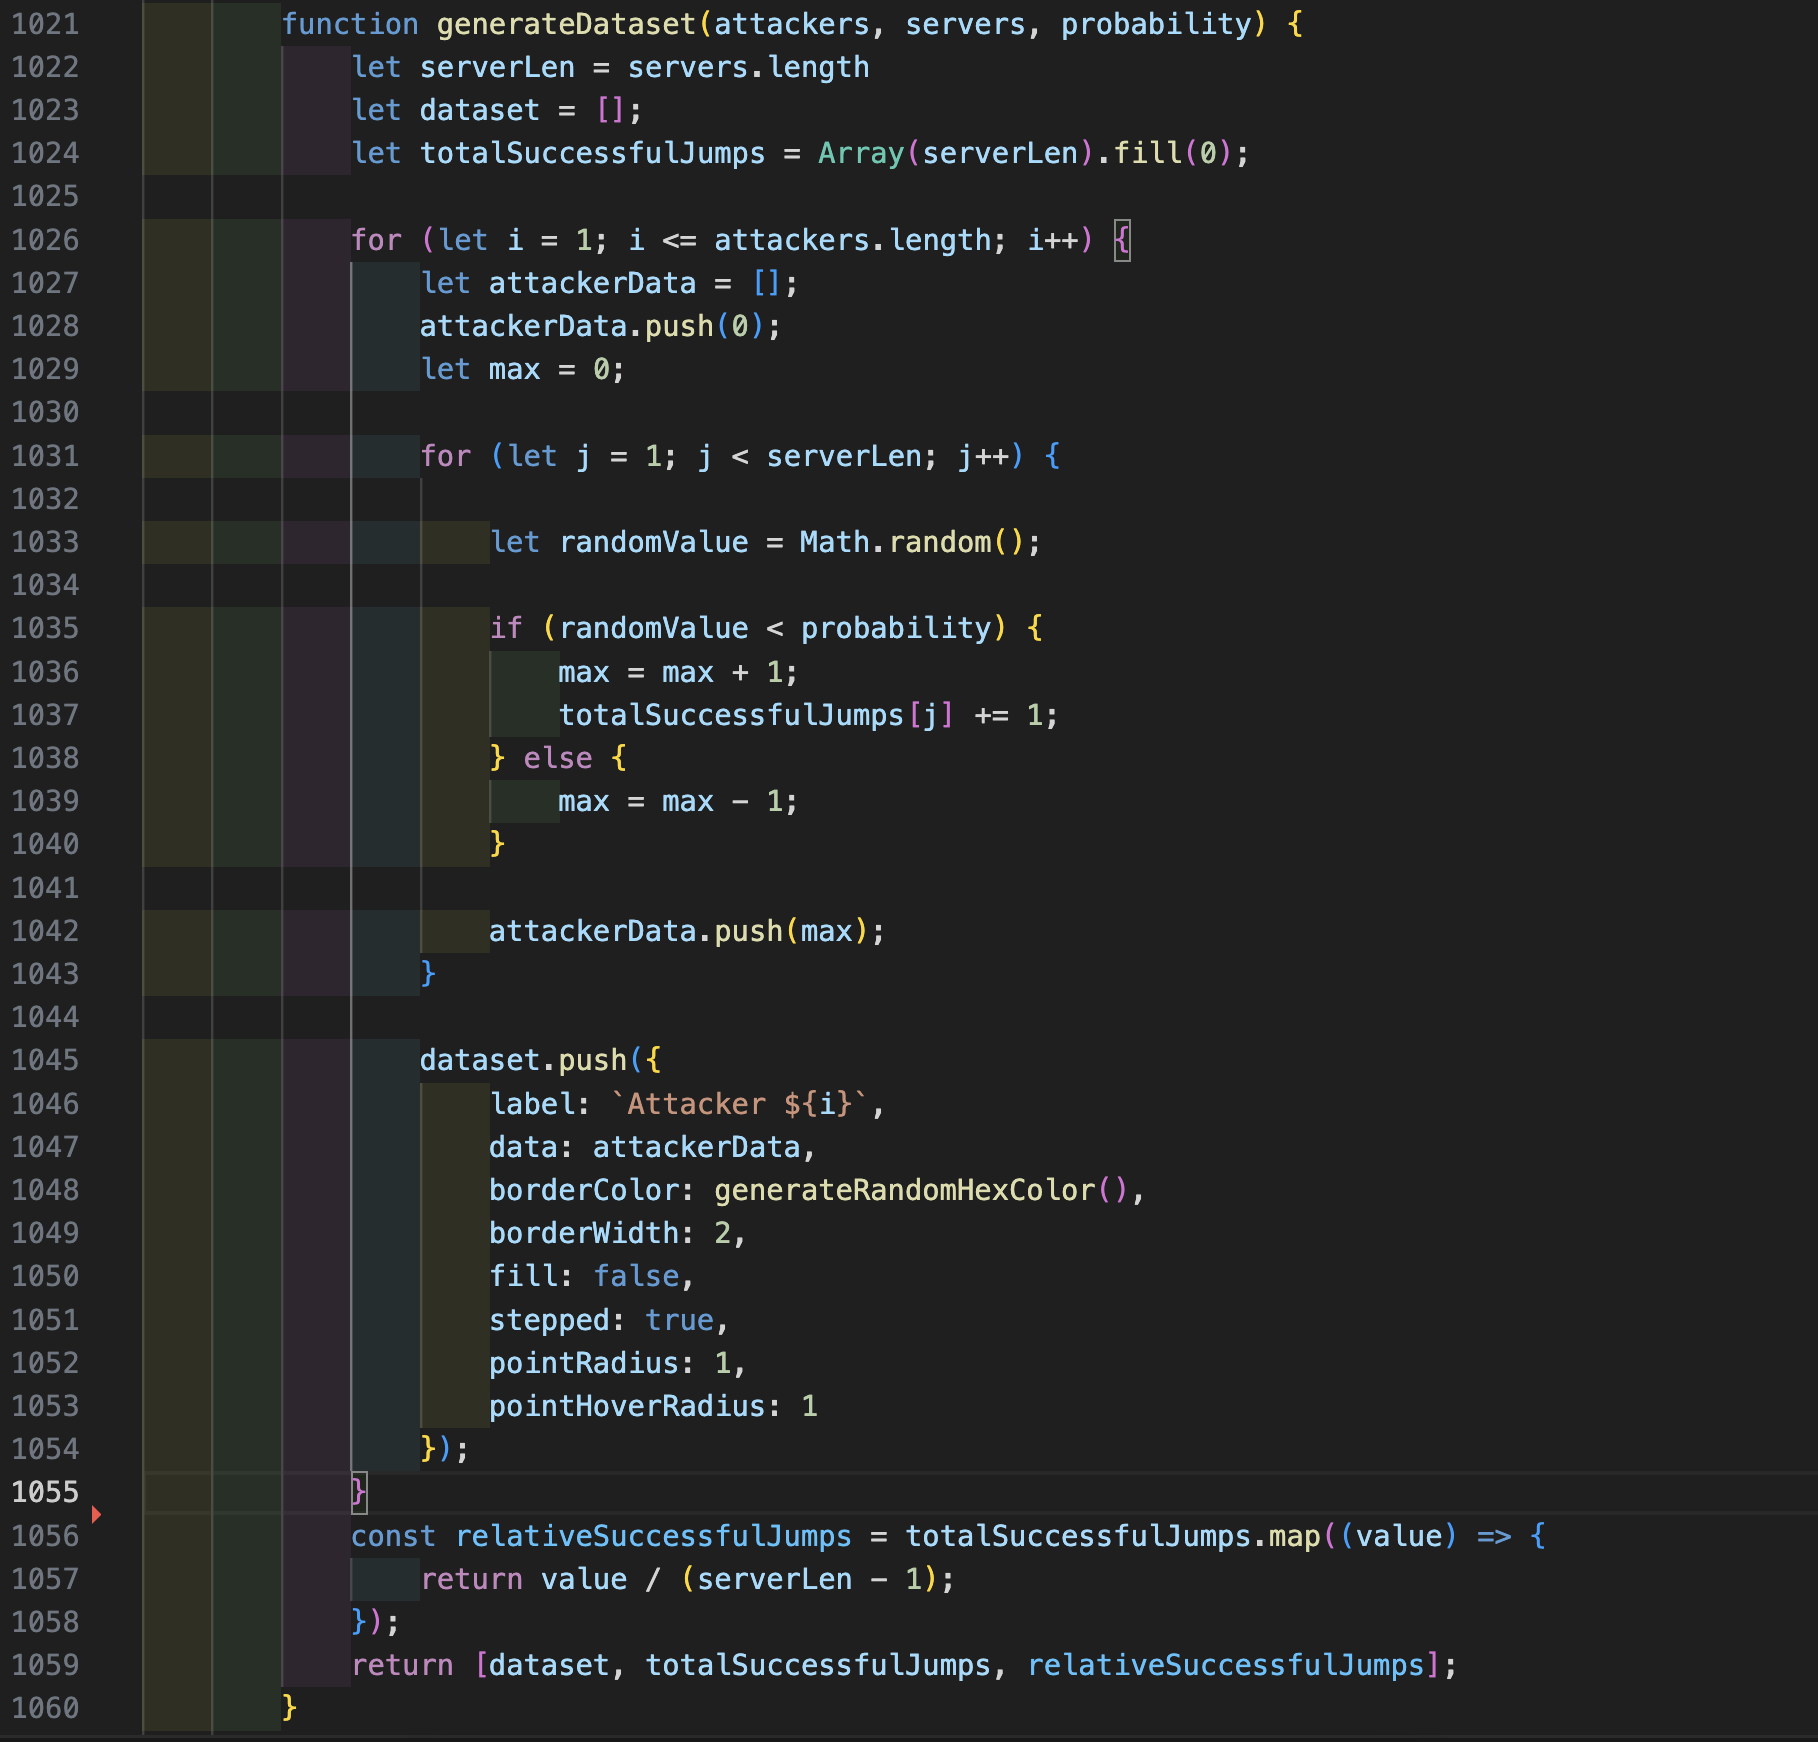 1021 function generateDataset(attackers, servers, probability) {
1022 let serverLen = servers.length
1023 let dataset = [];
1024 let totalSuccessfulJumps = Array(serverLen).fill(0);
1025
1026 for (let i = 1; i <= attackers.length; i++) {
1027 let attackerData = [];
1028 attackerData.push(0);
1029 let max = 0;
1030
1031 for (let j = 1; j < serverLen; j++) {
1032
1033 let randomValue = Math.random();
1034
1035 if (randomValue < probability) {
1036 max = max + 1;
1037 totalSuccessfulJumps[j] += 1;
1038 } else {
1039 max = max - 1;
1040 }
1041
1042 attackerData.push(max);
1043 }
1044
1045 dataset.push({
1046 label: `Attacker ${i}`,
1047 data: attackerData,
1048 borderColor: generateRandomHexColor(),
1049 borderWidth: 2,
1050 fill: false,
1051 stepped: true,
1052 pointRadius: 1,
1053 pointHoverRadius: 1
1054 });
1055 }
1056 const relativeSuccessfulJumps = totalSuccessfulJumps.map((value) => {
1057 return value / (serverLen - 1);
1058 });
1059 return [dataset, totalSuccessfulJumps, relativeSuccessfulJumps];
1060 }